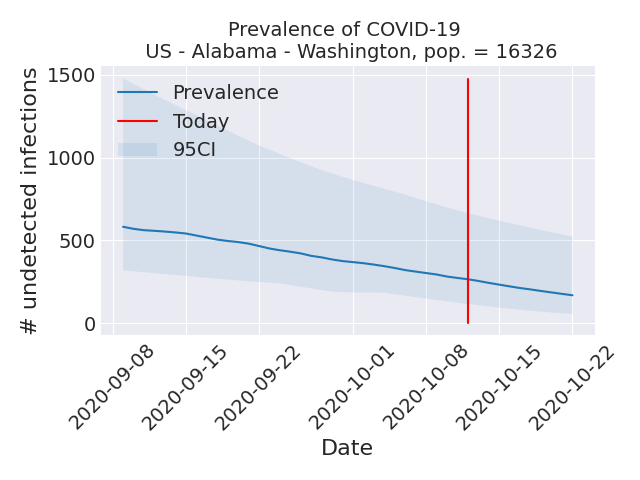 Prevalence of COVID-19
US - Alabama - Washington, pop. = 16326
# undetected infections
1500
1000
500
0
Prevalence
Today
95CI
2020-09-08
2020-09-15
2020-09-22
2020-10-01
2020-10-08
2020-10-15
2020-10-22
Date